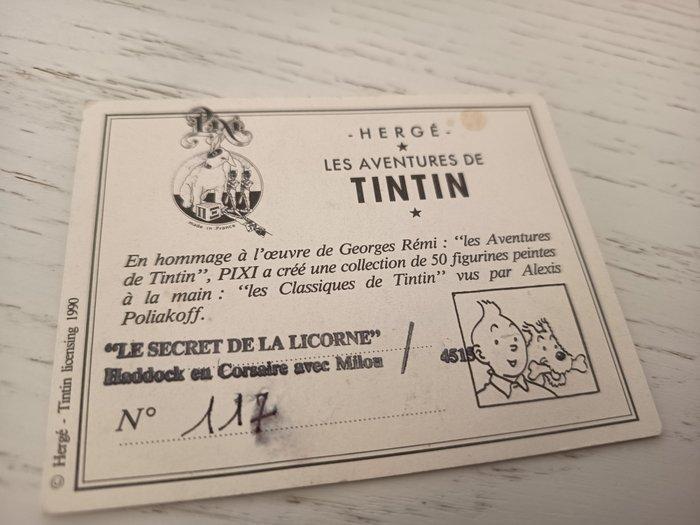 PIXI
made in France
- HERGÉ -
LES AVENTURES DE
TINTIN
En hommage à l'œuvre de Georges Rémi : "les Aventures
de Tintin", PIXI a créé une collection de 50 figurines peintes
à la main : "les Classiques de Tintin" vus par Alexis
Poliakoff.
"LE SECRET DE LA LICORNE"
Haddock en Corsaire avec Milou / 4515
N° 117
© Hergé - Tintin licensing 1990